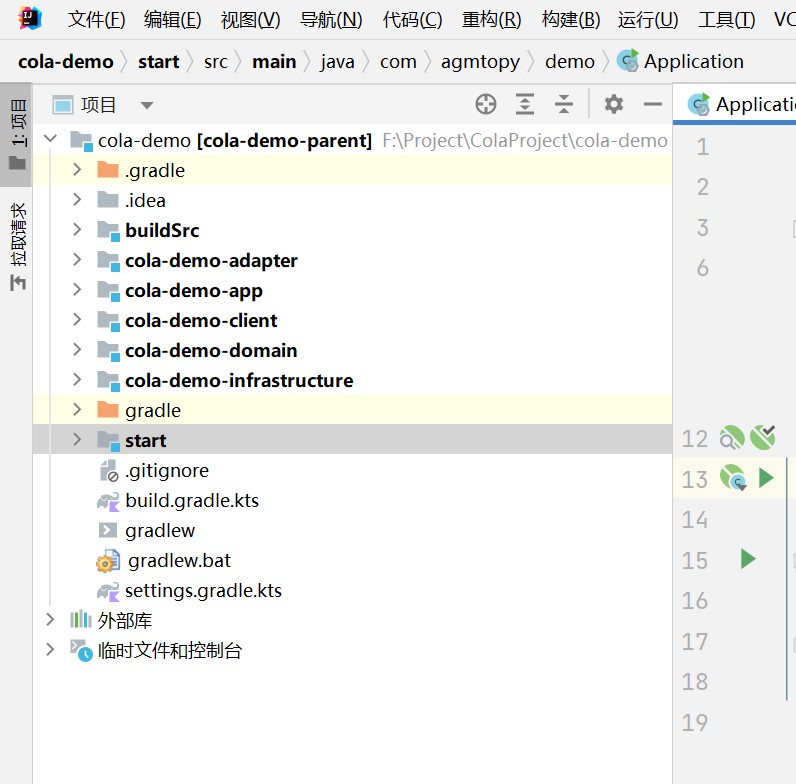 文件(F) 编辑(E) 视图(V) 导航(N) 代码(C) 重构(R) 构建(B) 运行(U) 工具(T) VC
cola-demo 〉 start 〉 src 〉 main 〉 java 〉 com 〉 agmtopy 〉 demo 〉 Application
1: 项目
拉取请求
项目
cola-demo [cola-demo-parent] F:\Project\ColaProject\cola-demo
.gradle
.idea
buildSrc
cola-demo-adapter
cola-demo-app
cola-demo-client
cola-demo-domain
cola-demo-infrastructure
gradle
start
.gitignore
build.gradle.kts
gradlew
gradlew.bat
settings.gradle.kts
外部库
临时文件和控制台
Applicati
1
2
3
6
12
13
14
15
16
17
18
19